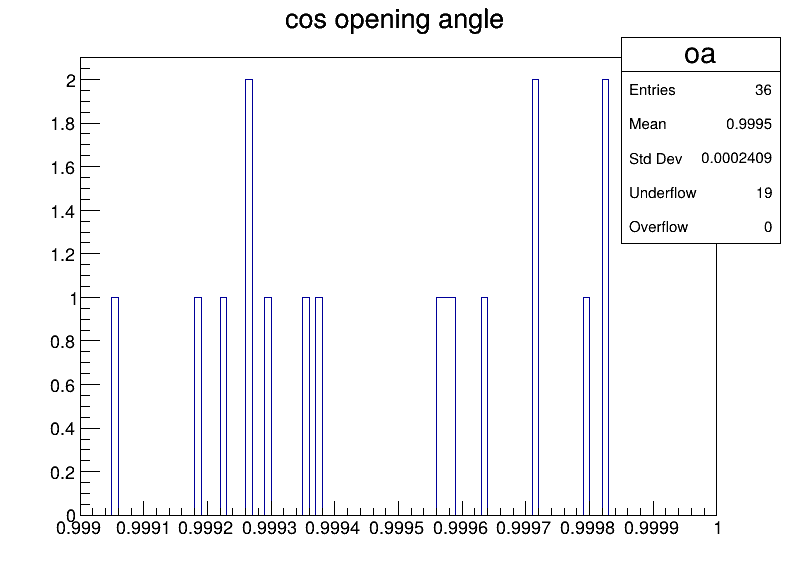 cos opening angle
oa
Entries 36
Mean 0.9995
Std Dev 0.0002409
Underflow 19
Overflow 0
2
1.8
1.6
1.4
1.2
1
0.8
0.6
0.4
0.2
0
0.999 0.9991 0.9992 0.9993 0.9994 0.9995 0.9996 0.9997 0.9998 0.9999 1